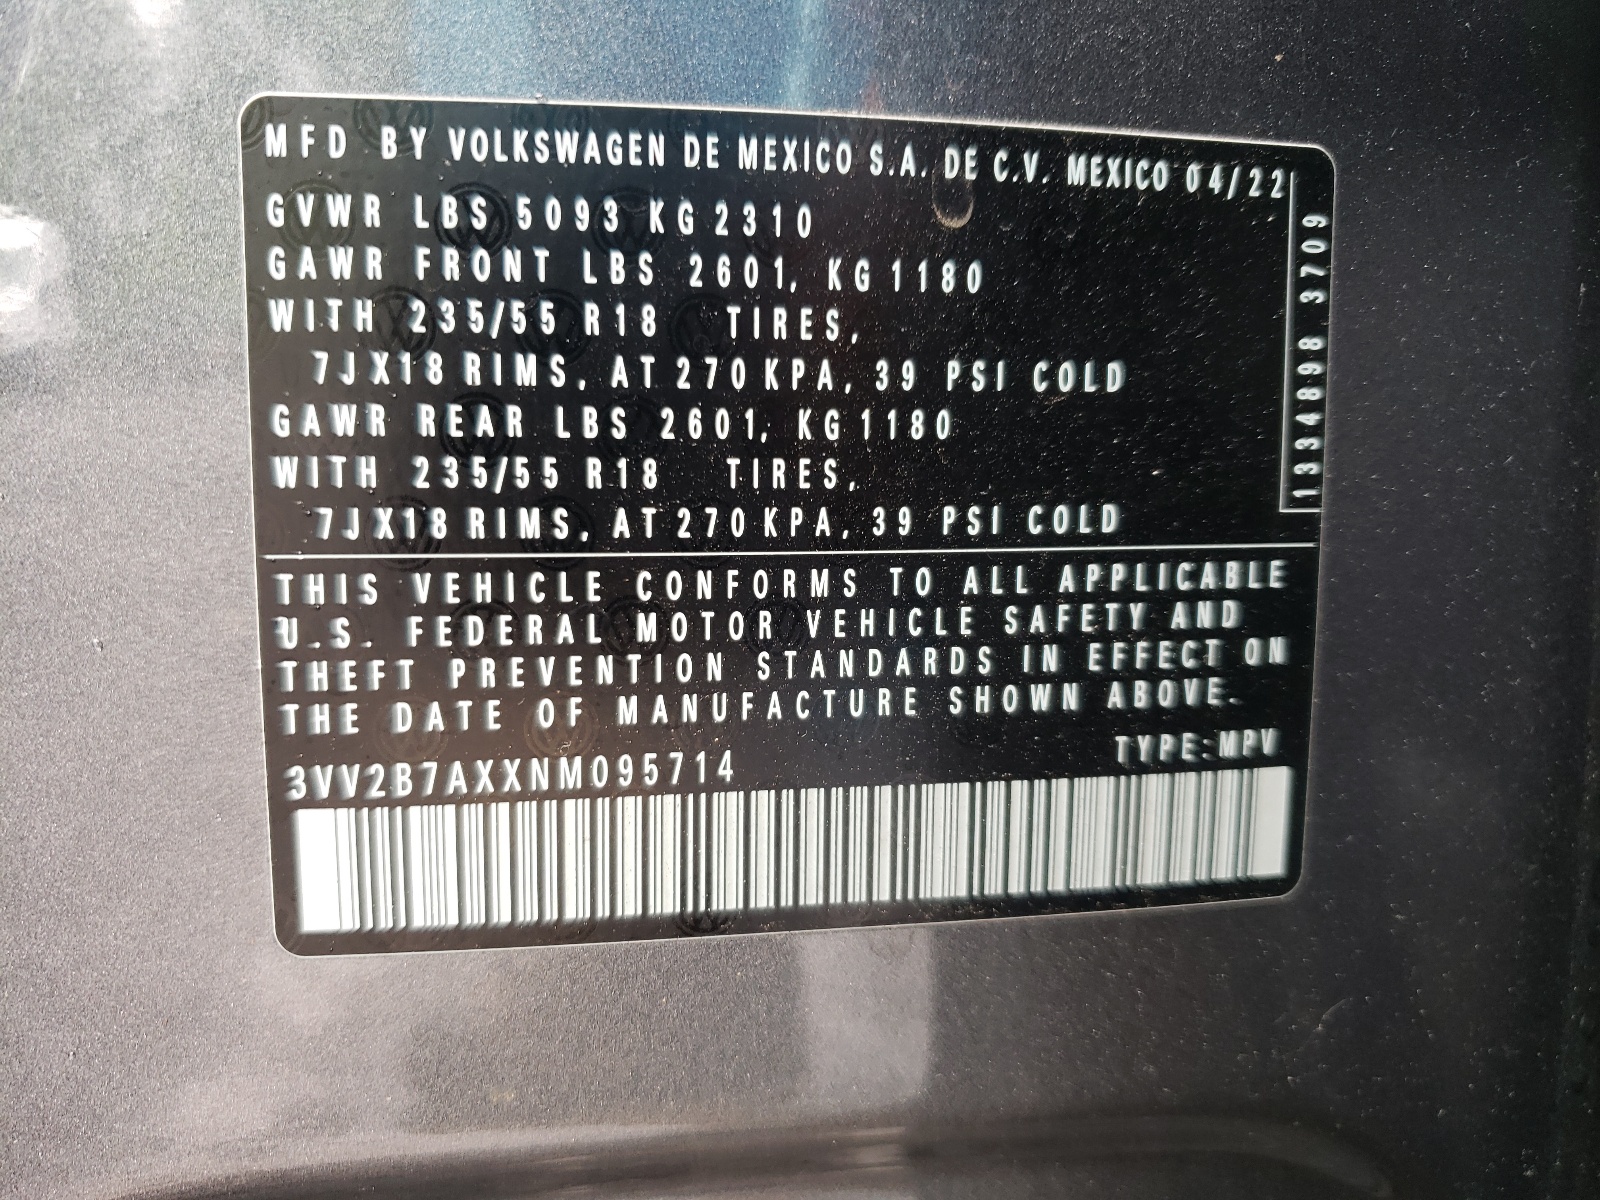 MFD BY VOLKSWAGEN DE MEXICO S.A. DE C.V. MEXICO 04/22
GVWR LBS 5093 KG 2310
GAWR FRONT LBS 2601, KG 1180
WITH 235/55 R18 TIRES,
7JX18 RIMS, AT 270 KPA, 39 PSI COLD
GAWR REAR LBS 2601, KG 1180
WITH 235/55 R18 TIRES,
7JX18 RIMS, AT 270 KPA, 39 PSI COLD
1334898 3709
THIS VEHICLE CONFORMS TO ALL APPLICABLE
U.S. FEDERAL MOTOR VEHICLE SAFETY AND
THEFT PREVENTION STANDARDS IN EFFECT ON
THE DATE OF MANUFACTURE SHOWN ABOVE.
TYPE:MPV
3VV2B7AXXNM095714